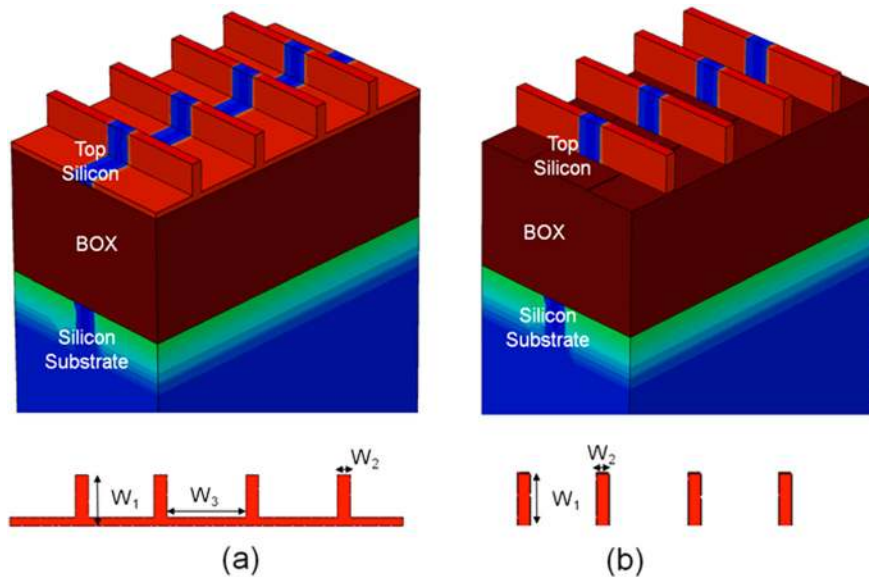 Top
Silicon
BOX
Silicon
Substrate
W₁
W₃
W₂
(a)
Top
Silicon
BOX
Silicon
Substrate
W₂
W₁
(b)